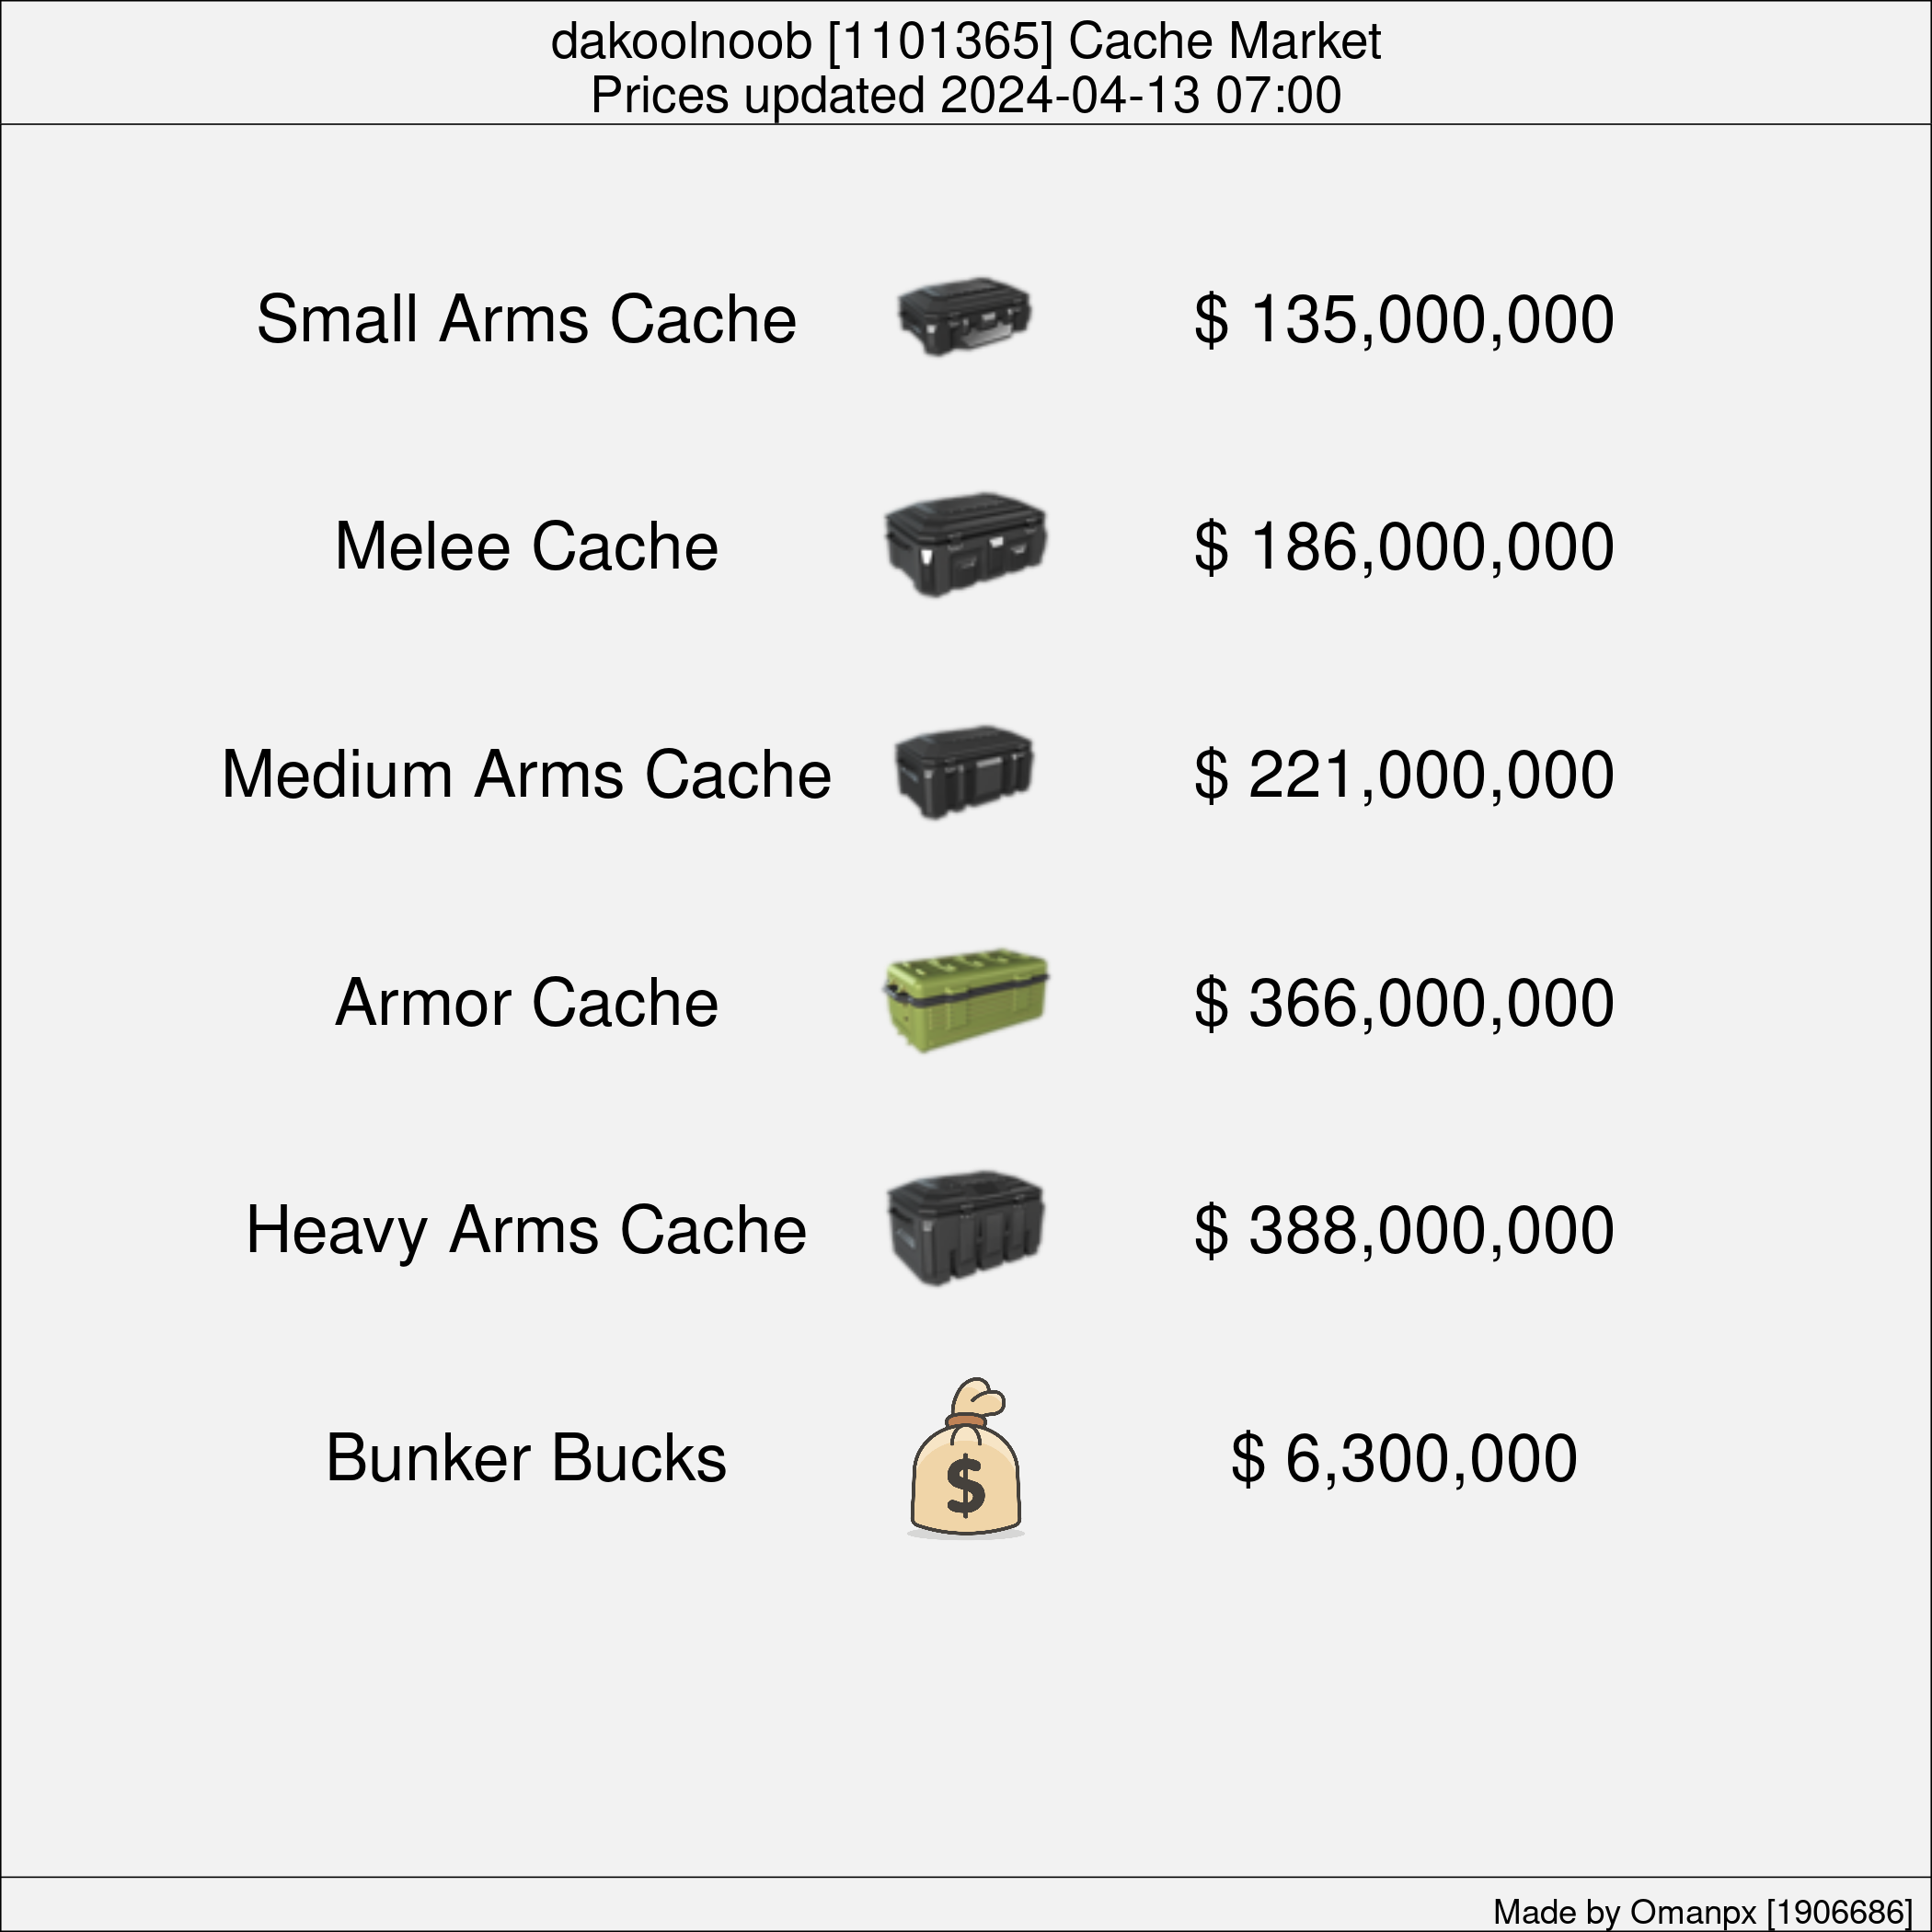 dakoolnoob [1101365] Cache Market
Prices updated 2024-04-13 07:00
Small Arms Cache $ 135,000,000
Melee Cache $ 186,000,000
Medium Arms Cache $ 221,000,000
Armor Cache $ 366,000,000
Heavy Arms Cache $ 388,000,000
Bunker Bucks $ $ 6,300,000
Made by Omanpx [1906686]